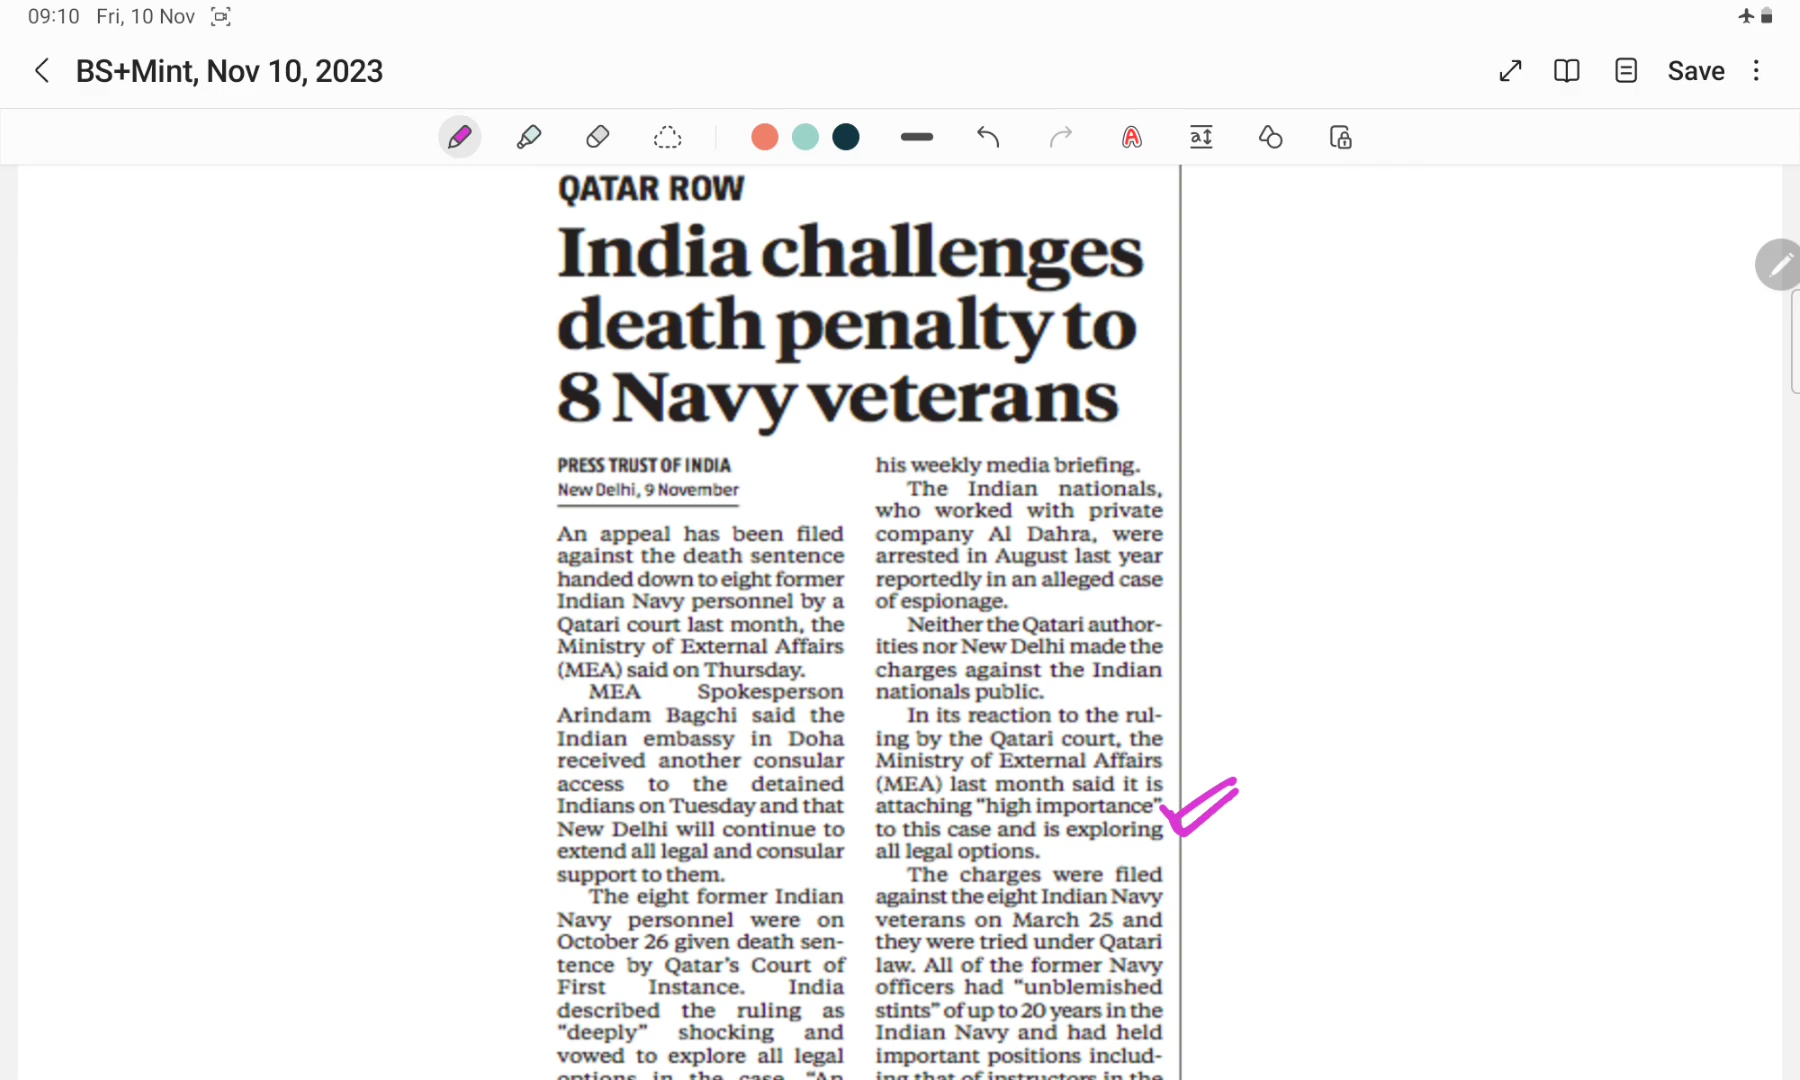 09:10 Fri, 10 Nov
BS+Mint, Nov 10, 2023
Save
QATAR ROW
India challenges
death penalty to
8 Navy veterans
PRESS TRUST OF INDIA
New Delhi, 9 November
An appeal has been filed
against the death sentence
handed down to eight former
Indian Navy personnel by a
Qatari court last month, the
Ministry of External Affairs
(MEA) said on Thursday.
MEA Spokesperson
Arindam Bagchi said the
Indian embassy in Doha
received another consular
access to the detained
Indians on Tuesday and that
New Delhi will continue to
extend all legal and consular
support to them.
The eight former Indian
Navy personnel were on
October 26 given death sen-
tence by Qatar's Court of
First Instance. India
described the ruling as
"deeply" shocking and
vowed to explore all legal
options in the case. "An
his weekly media briefing.
The Indian nationals,
who worked with private
company Al Dahra, were
arrested in August last year
reportedly in an alleged case
of espionage.
Neither the Qatari author-
ities nor New Delhi made the
charges against the Indian
nationals public.
In its reaction to the rul-
ing by the Qatari court, the
Ministry of External Affairs
(MEA) last month said it is
attaching "high importance"
to this case and is exploring
all legal options.
The charges were filed
against the eight Indian Navy
veterans on March 25 and
they were tried under Qatari
law. All of the former Navy
officers had "unblemished
stints" of up to 20 years in the
Indian Navy and had held
important positions includ-
ing that of instructors in the